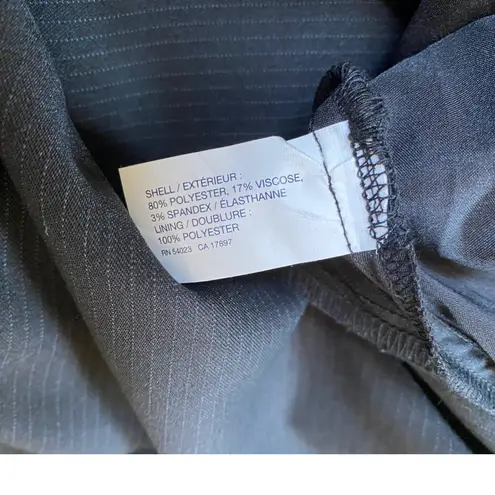 SHELL / EXTÉRIEUR :
80% POLYESTER, 17% VISCOSE,
3% SPANDEX / ÉLASTHANNE
LINING / DOUBLURE :
100% POLYESTER
RN 54023 CA 17897